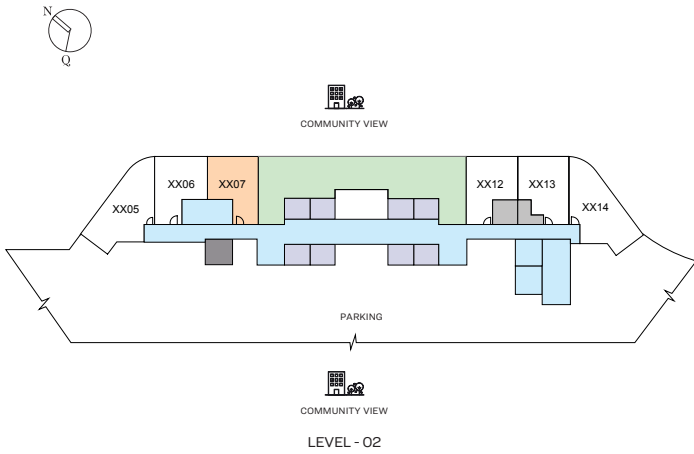 N
Q
COMMUNITY VIEW
XX05
XX06
XX07
XX12
XX13
XX14
PARKING
COMMUNITY VIEW
LEVEL - 02